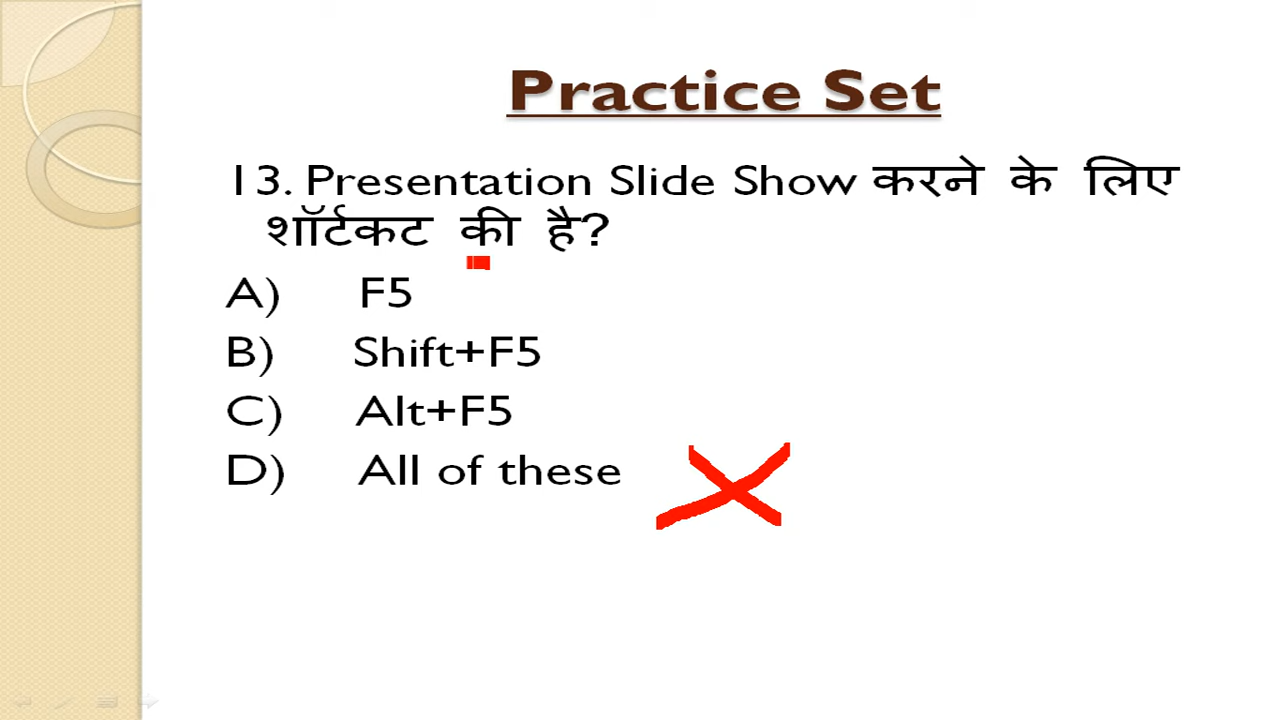 Practice Set
13. Presentation Slide Show करने के लिए
शॉर्टकट की है?
A) F5
B) Shift+F5
C) Alt+F5
D) All of these